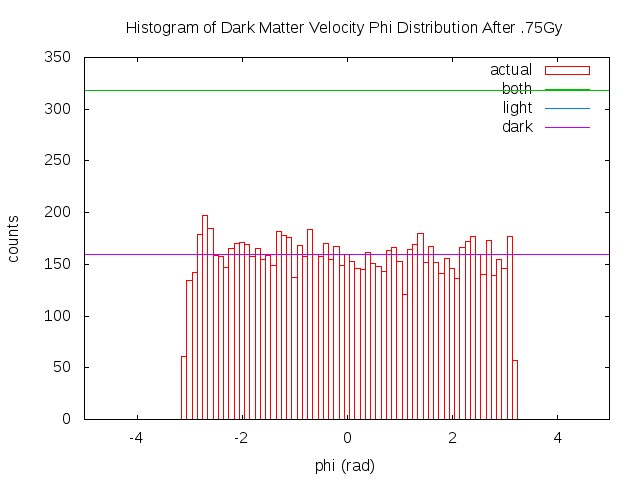 Histogram of Dark Matter Velocity Phi Distribution After .75Gy
350
300
250
200
150
100
50
0
counts
actual
both
light
dark
-4 -2 0 2 4
phi (rad)